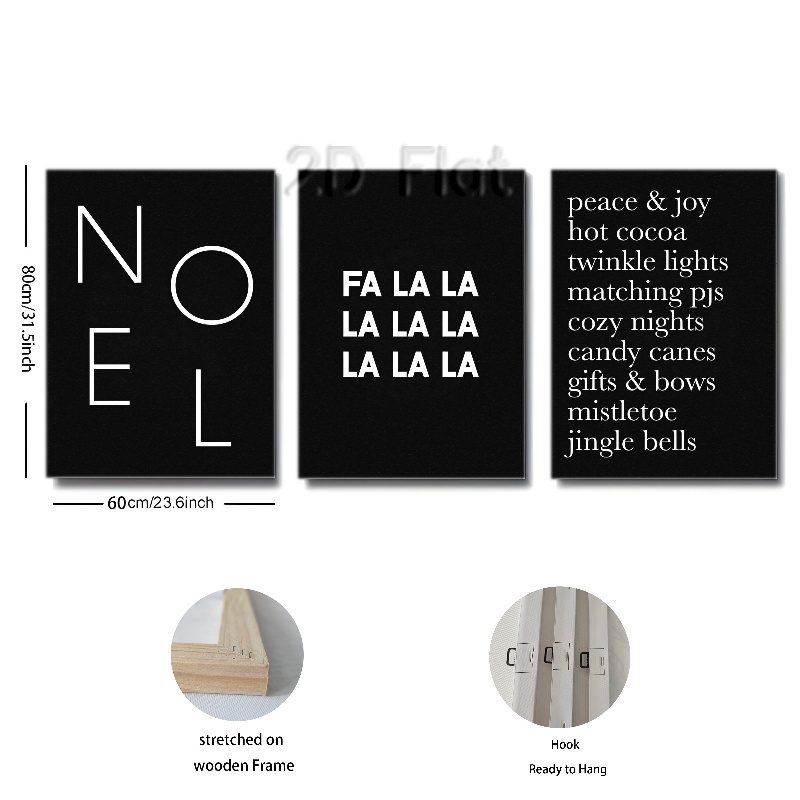 2D Flat
N
O
E
L
FA LA LA
LA LA LA
LA LA LA
peace & joy
hot cocoa
twinkle lights
matching pjs
cozy nights
candy canes
gifts & bows
mistletoe
jingle bells
80cm/31.5inch
60cm/23.6inch
stretched on
wooden Frame
Hook
Ready to Hang